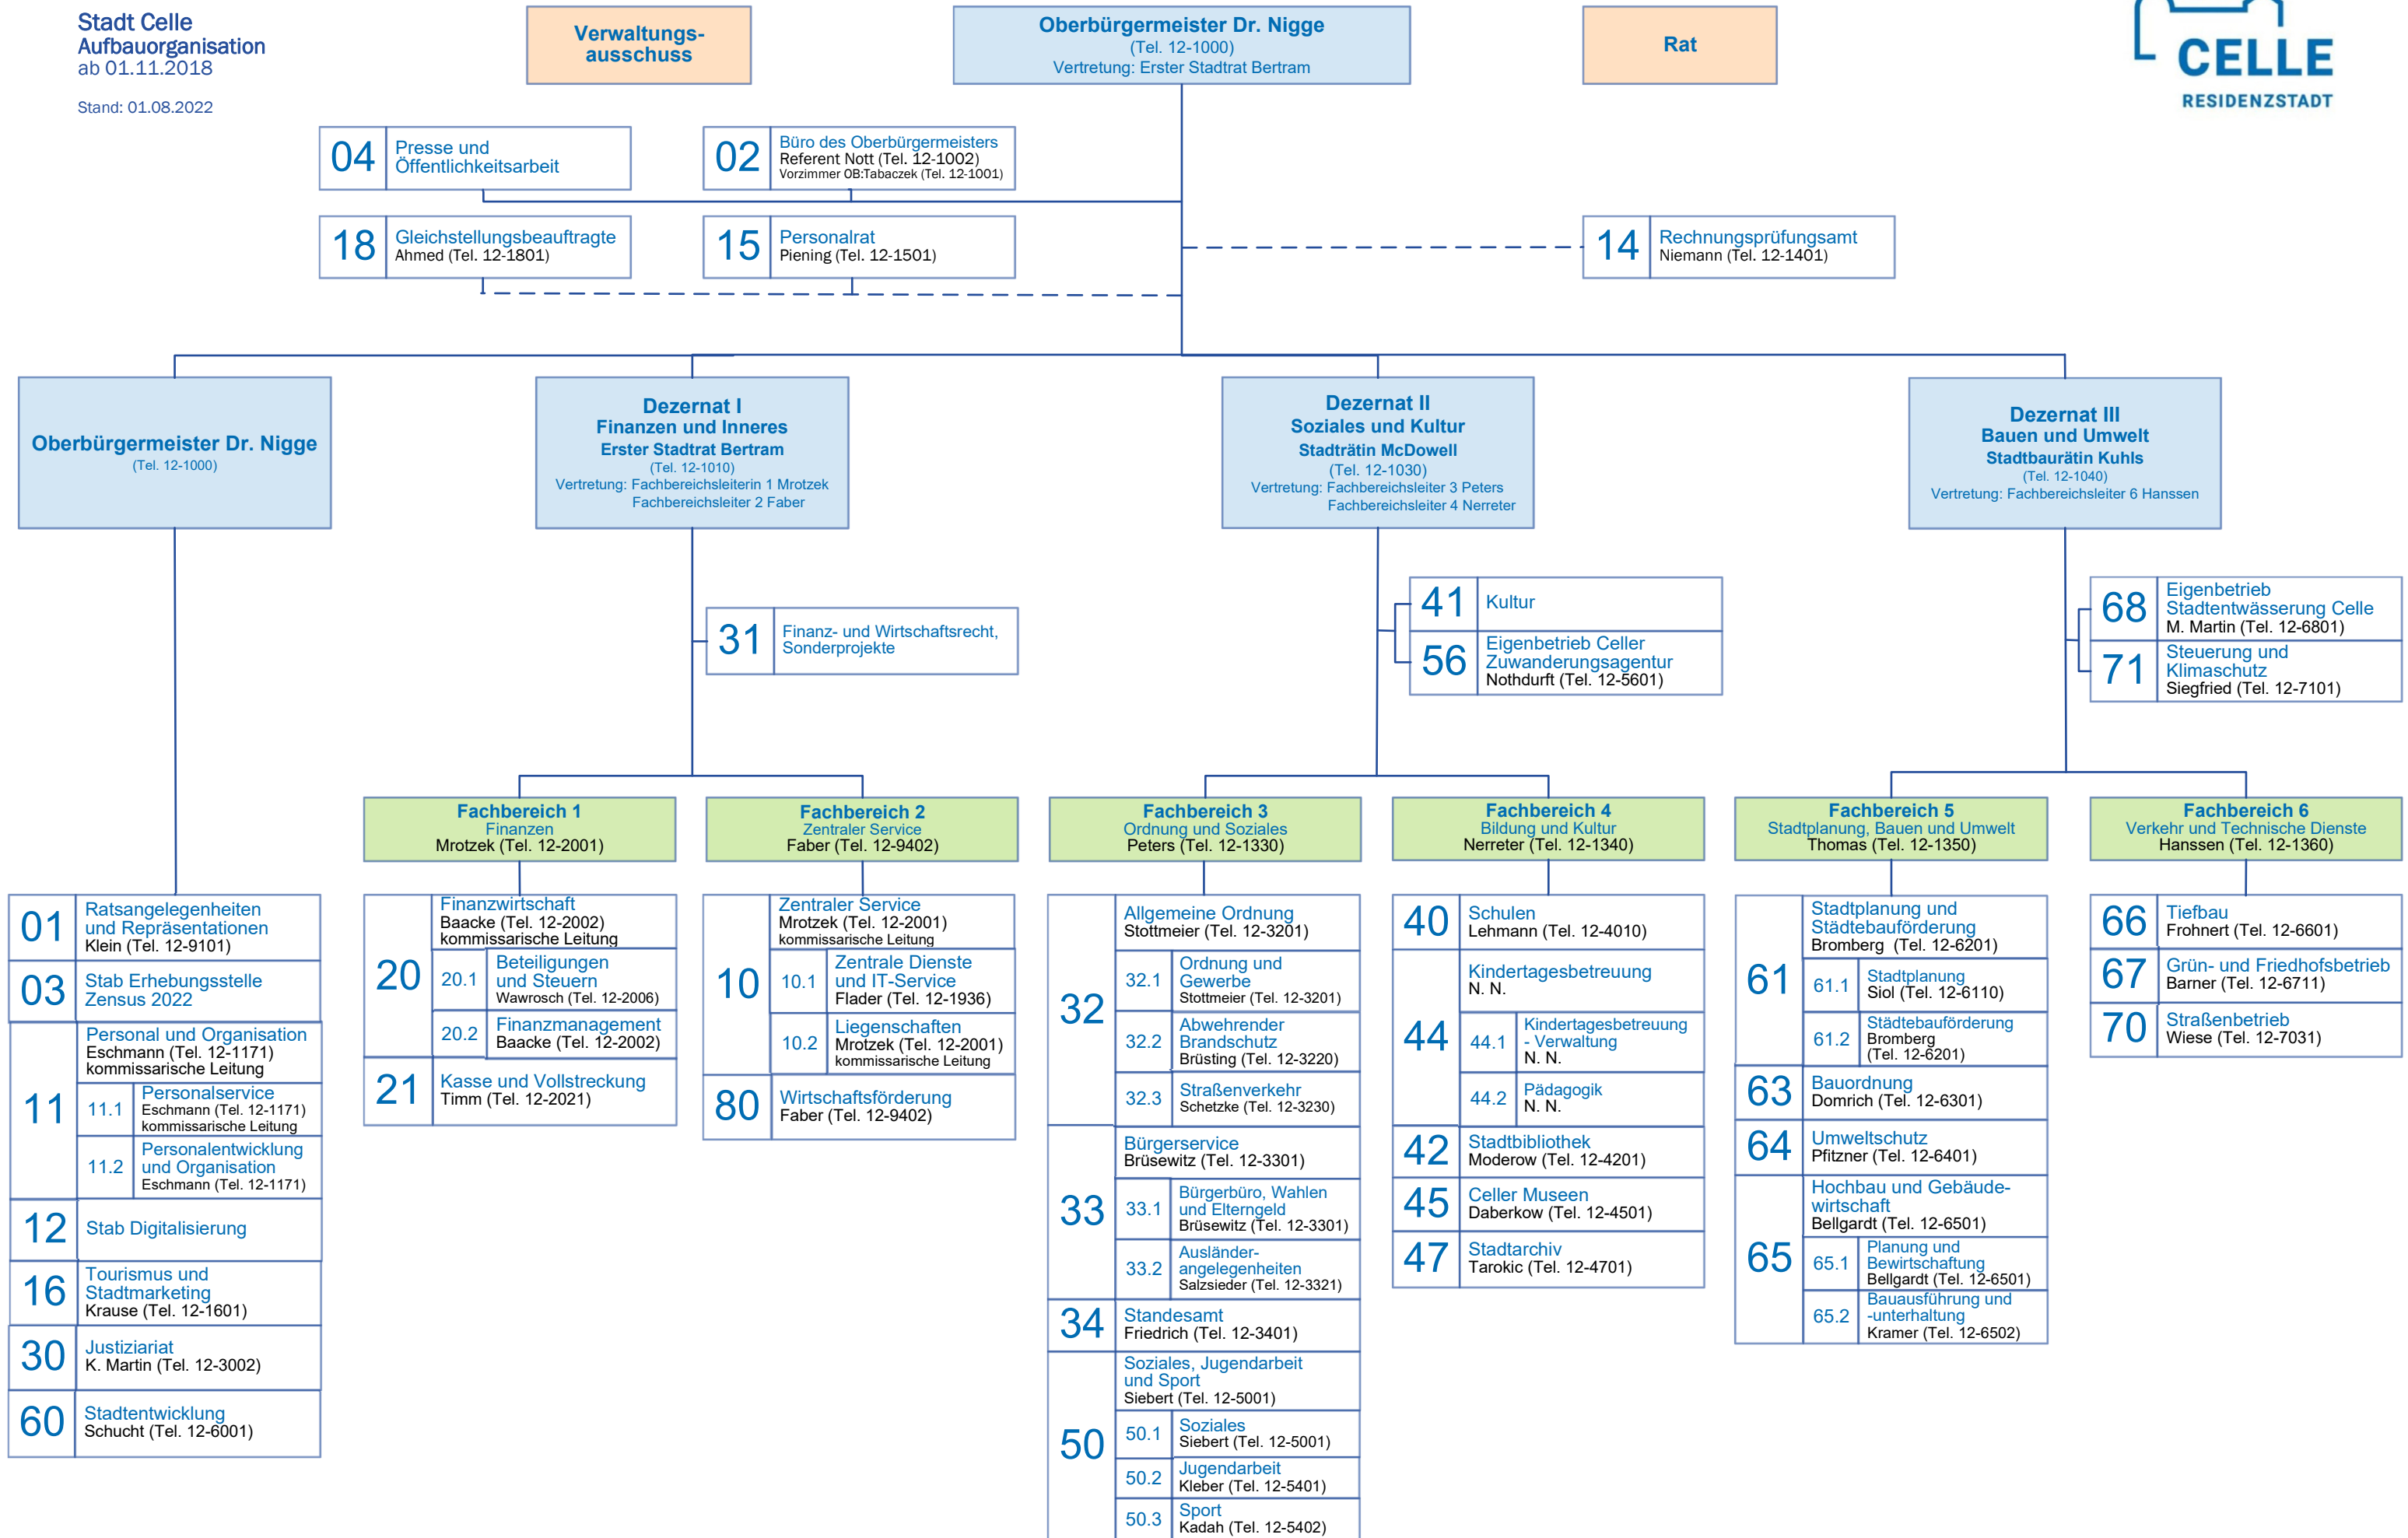 Stadt Celle
Aufbauorganisation
ab 01.11.2018
Stand: 01.08.2022
Verwaltungs-
ausschuss
Oberbürgermeister Dr. Nigge
(Tel. 12-1000)
Vertretung: Erster Stadtrat Bertram
Rat
CELLE
RESIDENZSTADT
04
Presse und
Öffentlichkeitsarbeit
02
Büro des Oberbürgermeisters
Referent Nott (Tel. 12-1002)
Vorzimmer OB:Tabaczek (Tel. 12-1001)
18
Gleichstellungsbeauftragte
Ahmed (Tel. 12-1801)
15
Personalrat
Piening (Tel. 12-1501)
14
Rechnungsprüfungsamt
Niemann (Tel. 12-1401)
Oberbürgermeister Dr. Nigge
(Tel. 12-1000)
Dezernat I
Finanzen und Inneres
Erster Stadtrat Bertram
(Tel. 12-1010)
Vertretung: Fachbereichsleiterin 1 Mrotzek
Fachbereichsleiter 2 Faber
Dezernat II
Soziales und Kultur
Stadträtin McDowell
(Tel. 12-1030)
Vertretung: Fachbereichsleiter 3 Peters
Fachbereichsleiter 4 Nerreter
Dezernat III
Bauen und Umwelt
Stadtbaurätin Kuhls
(Tel. 12-1040)
Vertretung: Fachbereichsleiter 6 Hanssen
31
Finanz- und Wirtschaftsrecht,
Sonderprojekte
41
Kultur
56
Eigenbetrieb Celler
Zuwanderungsagentur
Nothdurft (Tel. 12-5601)
68
Eigenbetrieb
Stadtentwässerung Celle
M. Martin (Tel. 12-6801)
71
Steuerung und
Klimaschutz
Siegfried (Tel. 12-7101)
01
Ratsangelegenheiten
und Repräsentationen
Klein (Tel. 12-9101)
03
Stab Erhebungsstelle
Zensus 2022
11
Personal und Organisation
Eschmann (Tel. 12-1171)
kommissarische Leitung
11.1
Personalservice
Eschmann (Tel. 12-1171)
kommissarische Leitung
11.2
Personalentwicklung
und Organisation
Eschmann (Tel. 12-1171)
12
Stab Digitalisierung
16
Tourismus und
Stadtmarketing
Krause (Tel. 12-1601)
30
Justiziariat
K. Martin (Tel. 12-3002)
60
Stadtentwicklung
Schucht (Tel. 12-6001)
Fachbereich 1
Finanzen
Mrotzek (Tel. 12-2001)
20
Finanzwirtschaft
Baacke (Tel. 12-2002)
kommissarische Leitung
20.1
Beteiligungen
und Steuern
Wawrosch (Tel. 12-2006)
20.2
Finanzmanagement
Baacke (Tel. 12-2002)
21
Kasse und Vollstreckung
Timm (Tel. 12-2021)
Fachbereich 2
Zentraler Service
Faber (Tel. 12-9402)
10
Zentraler Service
Mrotzek (Tel. 12-2001)
kommissarische Leitung
10.1
Zentrale Dienste
und IT-Service
Flader (Tel. 12-1936)
10.2
Liegenschaften
Mrotzek (Tel. 12-2001)
kommissarische Leitung
80
Wirtschaftsförderung
Faber (Tel. 12-9402)
Fachbereich 3
Ordnung und Soziales
Peters (Tel. 12-1330)
32
Allgemeine Ordnung
Stottmeier (Tel. 12-3201)
32.1
Ordnung und
Gewerbe
Stottmeier (Tel. 12-3201)
32.2
Abwehrender
Brandschutz
Brüsting (Tel. 12-3220)
32.3
Straßenverkehr
Schetzke (Tel. 12-3230)
33
Bürgerservice
Brüsewitz (Tel. 12-3301)
33.1
Bürgerbüro, Wahlen
und Elterngeld
Brüsewitz (Tel. 12-3301)
33.2
Ausländer-
angelegenheiten
Salzsieder (Tel. 12-3321)
34
Standesamt
Friedrich (Tel. 12-3401)
50
Soziales, Jugendarbeit
und Sport
Siebert (Tel. 12-5001)
50.1
Soziales
Siebert (Tel. 12-5001)
50.2
Jugendarbeit
Kleber (Tel. 12-5401)
50.3
Sport
Kadah (Tel. 12-5402)
Fachbereich 4
Bildung und Kultur
Nerreter (Tel. 12-1340)
40
Schulen
Lehmann (Tel. 12-4010)
44
Kindertagesbetreuung
N. N.
44.1
Kindertagesbetreuung
- Verwaltung
N. N.
44.2
Pädagogik
N. N.
42
Stadtbibliothek
Moderow (Tel. 12-4201)
45
Celler Museen
Daberkow (Tel. 12-4501)
47
Stadtarchiv
Tarokic (Tel. 12-4701)
Fachbereich 5
Stadtplanung, Bauen und Umwelt
Thomas (Tel. 12-1350)
61
Stadtplanung und
Städtebauförderung
Bromberg (Tel. 12-6201)
61.1
Stadtplanung
Siol (Tel. 12-6110)
61.2
Städtebauförderung
Bromberg
(Tel. 12-6201)
63
Bauordnung
Domrich (Tel. 12-6301)
64
Umweltschutz
Pfitzner (Tel. 12-6401)
65
Hochbau und Gebäude-
wirtschaft
Bellgardt (Tel. 12-6501)
65.1
Planung und
Bewirtschaftung
Bellgardt (Tel. 12-6501)
65.2
Bauausführung und
-unterhaltung
Kramer (Tel. 12-6502)
Fachbereich 6
Verkehr und Technische Dienste
Hanssen (Tel. 12-1360)
66
Tiefbau
Frohnert (Tel. 12-6601)
67
Grün- und Friedhofsbetrieb
Barner (Tel. 12-6711)
70
Straßenbetrieb
Wiese (Tel. 12-7031)